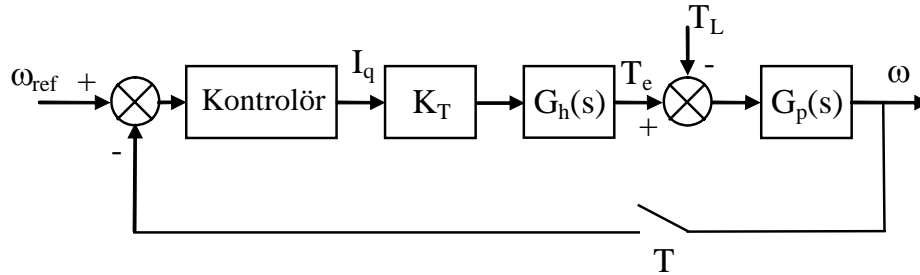 T_L
ω_ref + Kontrolör I_q K_T G_h(s) T_e + - G_p(s) ω
-
T